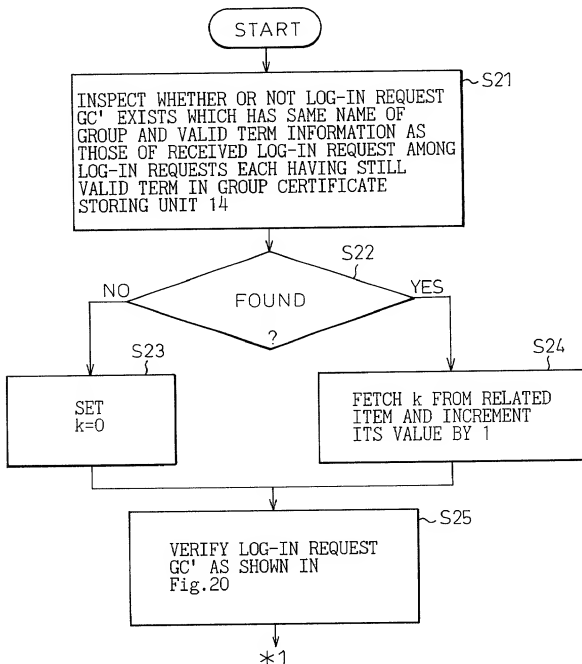 START
S21
INSPECT WHETHER OR NOT LOG-IN REQUEST
GC' EXISTS WHICH HAS SAME NAME OF
GROUP AND VALID TERM INFORMATION AS
THOSE OF RECEIVED LOG-IN REQUEST AMONG
LOG-IN REQUESTS EACH HAVING STILL
VALID TERM IN GROUP CERTIFICATE
STORING UNIT 14
S22
NO
FOUND
?
YES
S23
SET
k=0
S24
FETCH k FROM RELATED
ITEM AND INCREMENT
ITS VALUE BY 1
S25
VERIFY LOG-IN REQUEST
GC' AS SHOWN IN
Fig.20
*1